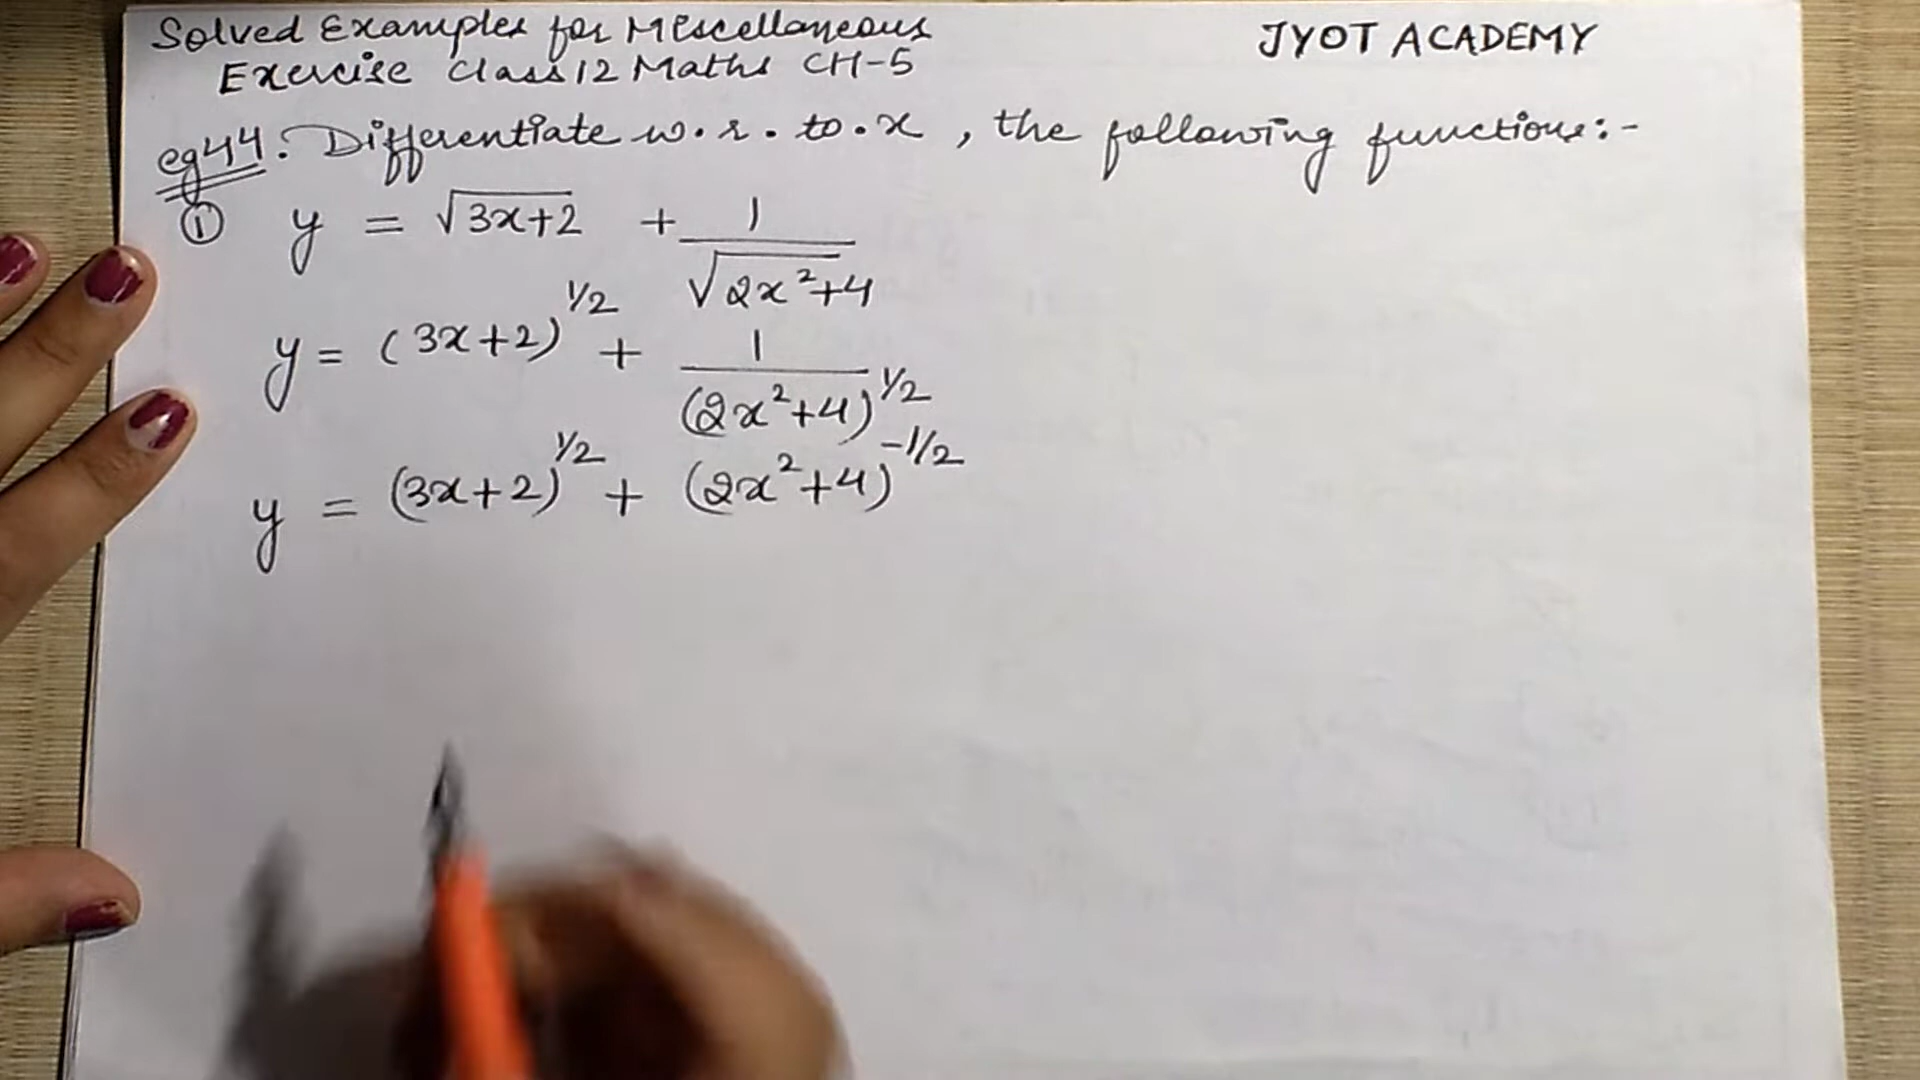 Solved Examples for Miscellaneous
Exercise Class 12 Maths CH-5
JYOT ACADEMY
eg 44: Differentiate w.r.to.x, the following functions:-
① y = √3x+2 + 1/√2x²+4
y = (3x+2)^1/2 + 1/(2x²+4)^1/2
y = (3x+2)^1/2 + (2x²+4)^-1/2